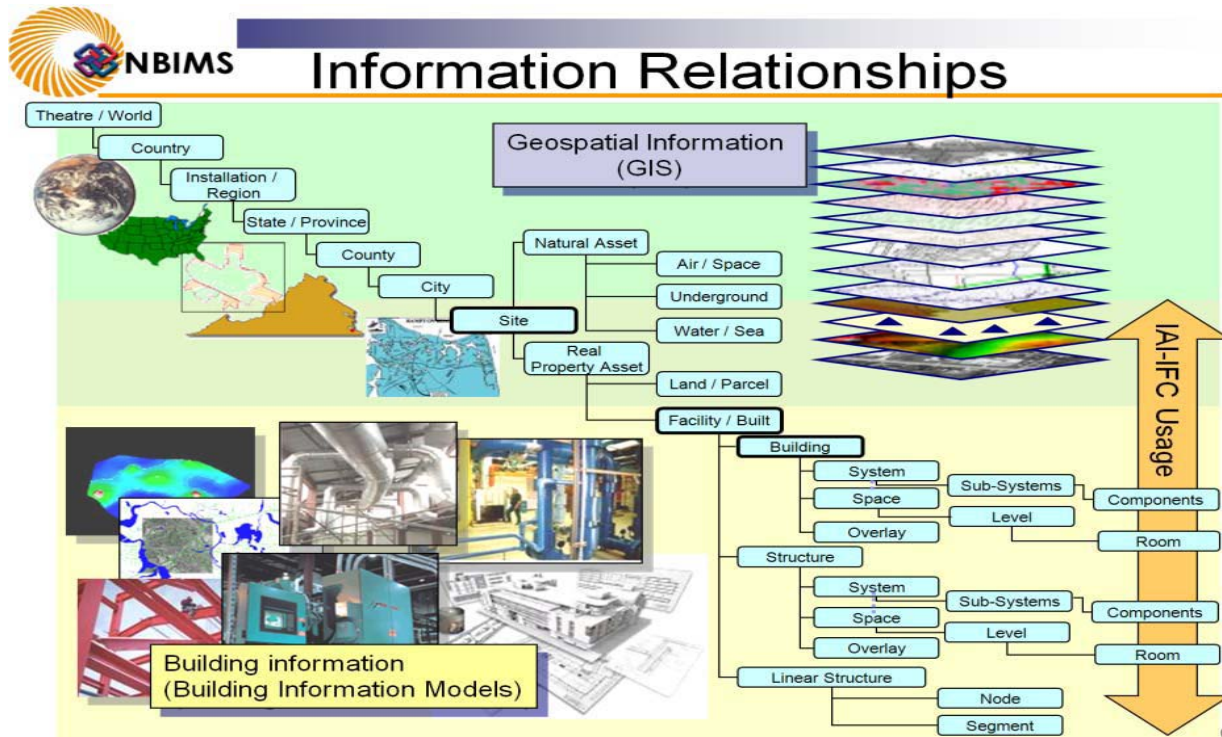 NBIMS
Information Relationships
Theatre / World
Country
Installation /
Region
State / Province
County
City
Site
Geospatial Information
(GIS)
Natural Asset
Air / Space
Underground
Water / Sea
Real
Property Asset
Land / Parcel
Facility / Built
Building
System
Sub-Systems
Components
Space
Level
Room
Overlay
Structure
System
Sub-Systems
Components
Space
Level
Room
Overlay
Linear Structure
Node
Segment
IAI-IFC Usage
Building information
(Building Information Models)